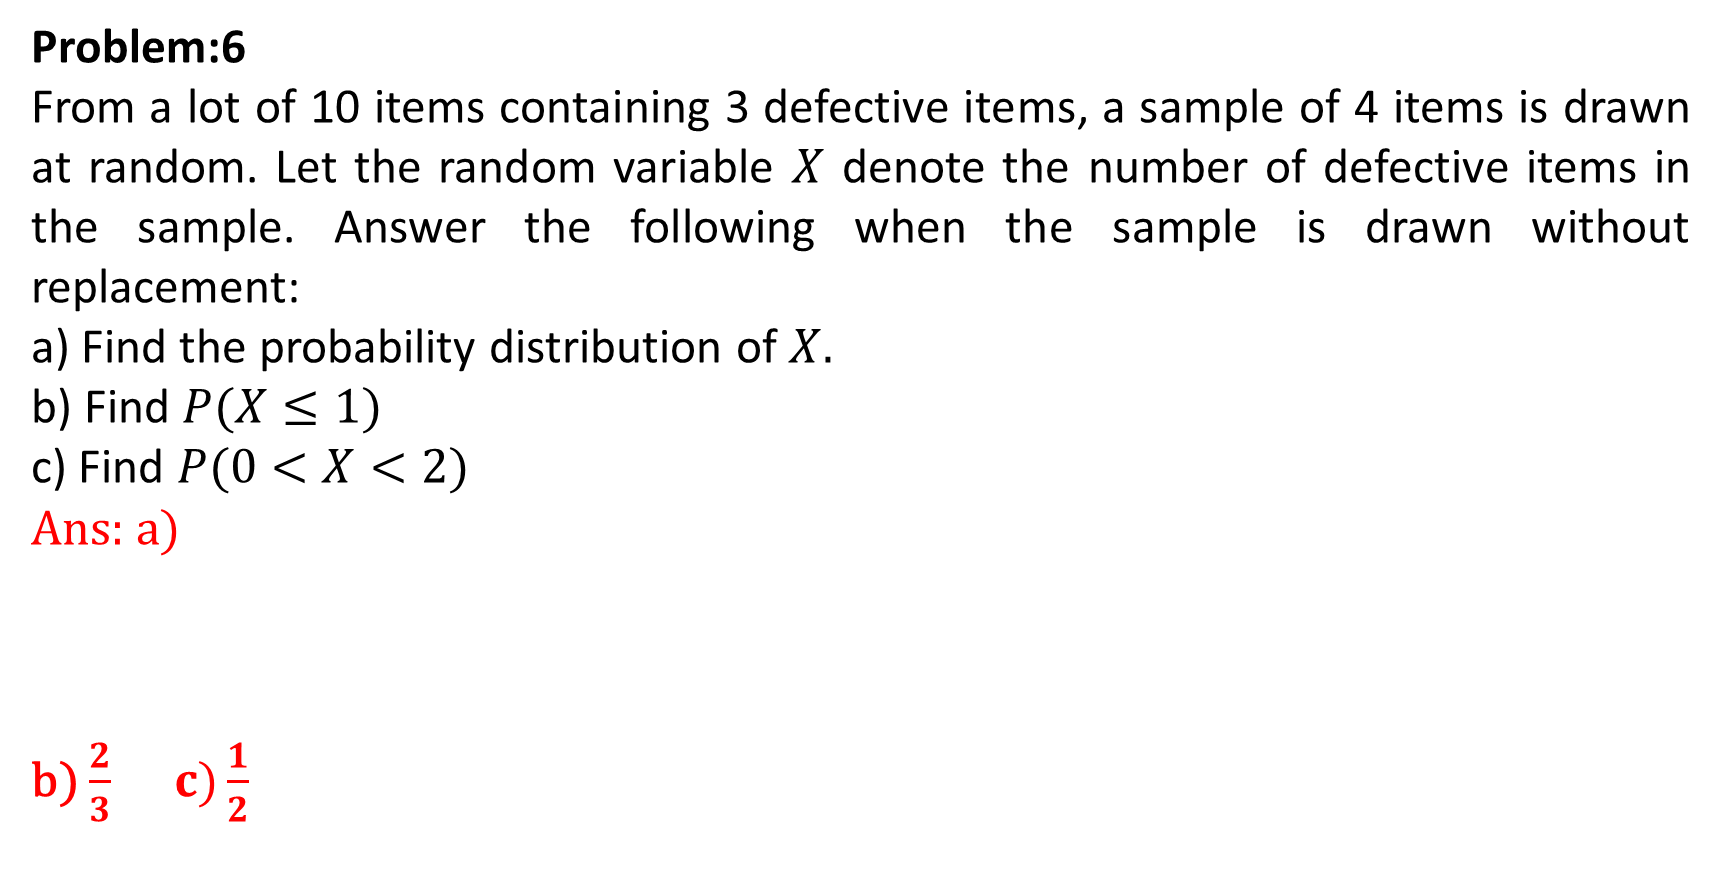 Problem:6
From a lot of 10 items containing 3 defective items, a sample of 4 items is drawn
at random. Let the random variable X denote the number of defective items in
the sample. Answer the following when the sample is drawn without
replacement:
a) Find the probability distribution of X.
b) Find P(X ≤ 1)
c) Find P(0 < X < 2)
Ans: a)
b) 2/3 c) 1/2